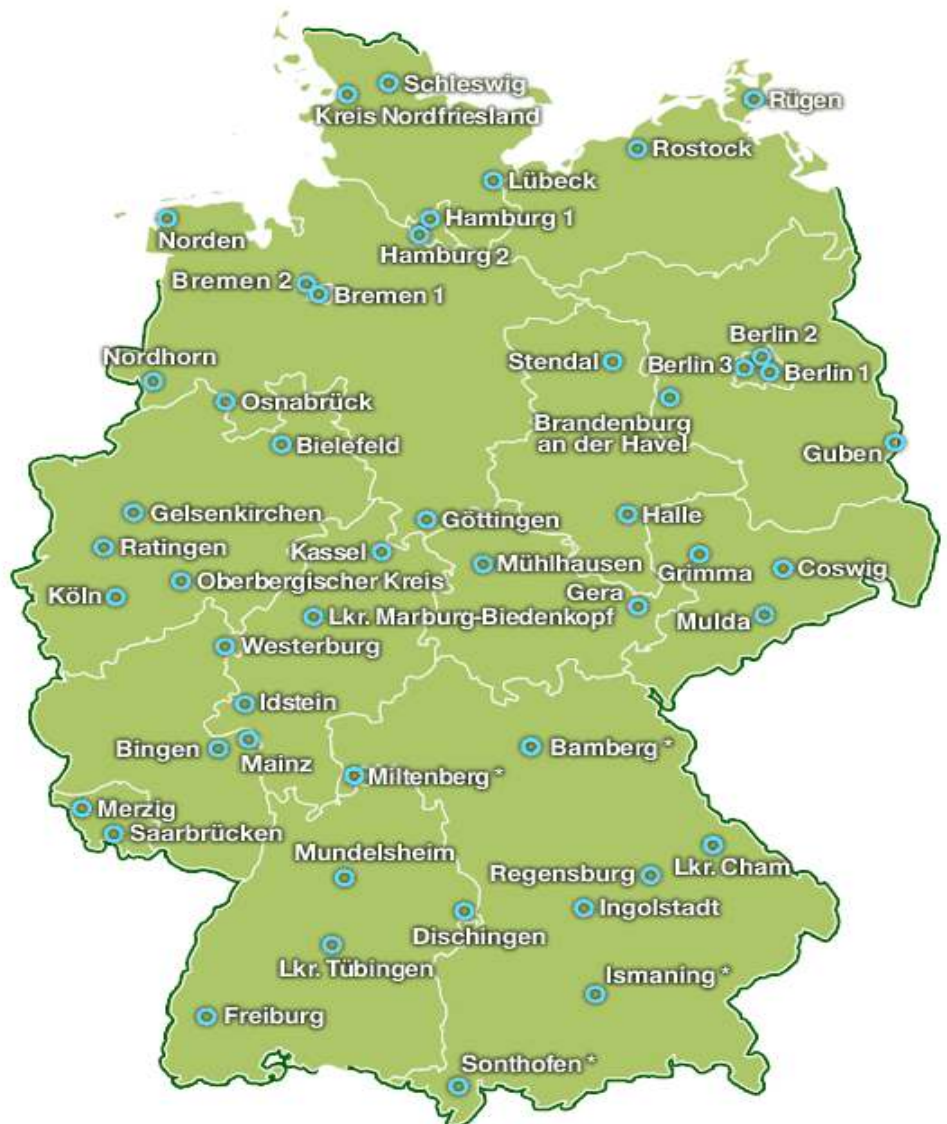 Schleswig
Rügen
Kreis Nordfriesland
Rostock
Lübeck
Hamburg 1
Norden
Hamburg 2
Bremen 2
Bremen 1
Berlin 2
Nordhorn
Stendal
Berlin 3
Berlin 1
Osnabrück
Brandenburg
an der Havel
Bielefeld
Guben
Gelsenkirchen
Göttingen
Halle
Ratingen
Kassel
Mühlhausen
Grimma
Coswig
Oberbergischer Kreis
Köln
Gera
Lkr. Marburg-Biedenkopf
Mulda
Westerburg
Idstein
Bingen
Mainz
Bamberg *
Miltenberg *
Merzig
Saarbrücken
Mundelsheim
Regensburg
Lkr. Cham
Ingolstadt
Dischingen
Lkr. Tübingen
Ismaning *
Freiburg
Sonthofen *